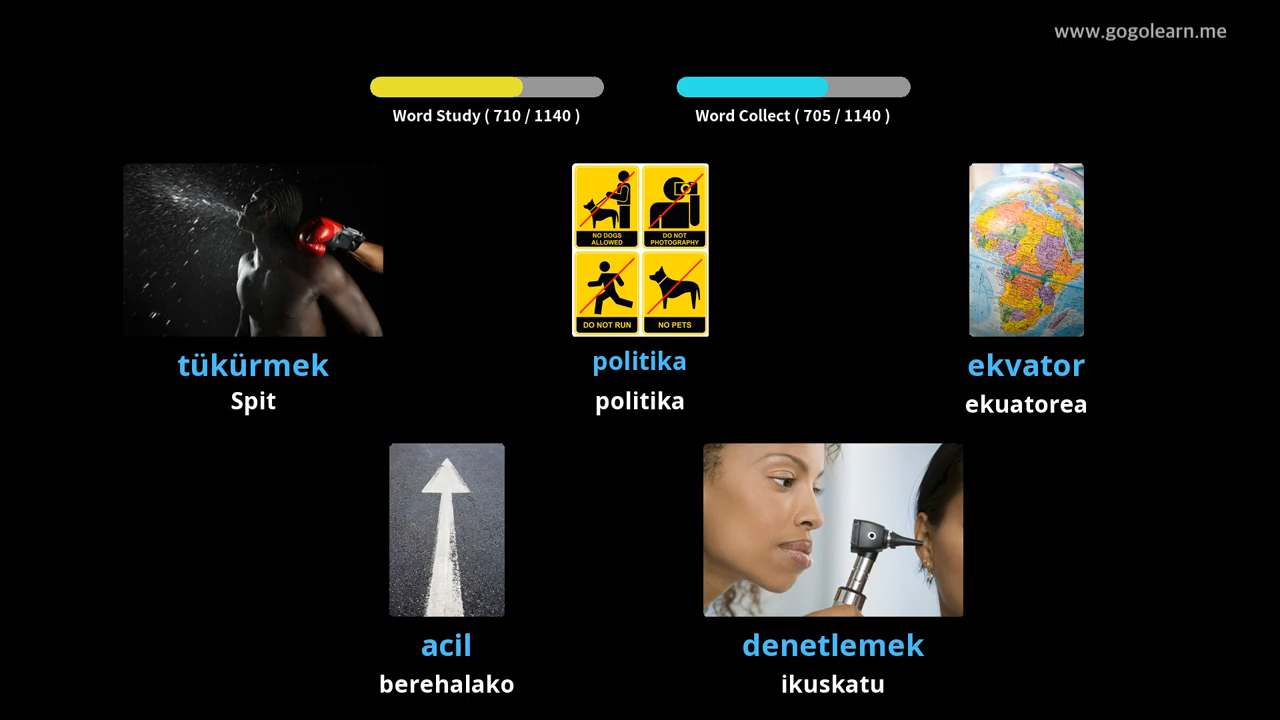 www.gogolearn.me
Word Study ( 710 / 1140 )
Word Collect ( 705 / 1140 )
NO DOGS
ALLOWED
DO NOT
PHOTOGRAPHY
DO NOT RUN
NO PETS
tükürmek
Spit
politika
politika
ekvator
ekuatorea
acil
berehalako
denetlemek
ikuskatu